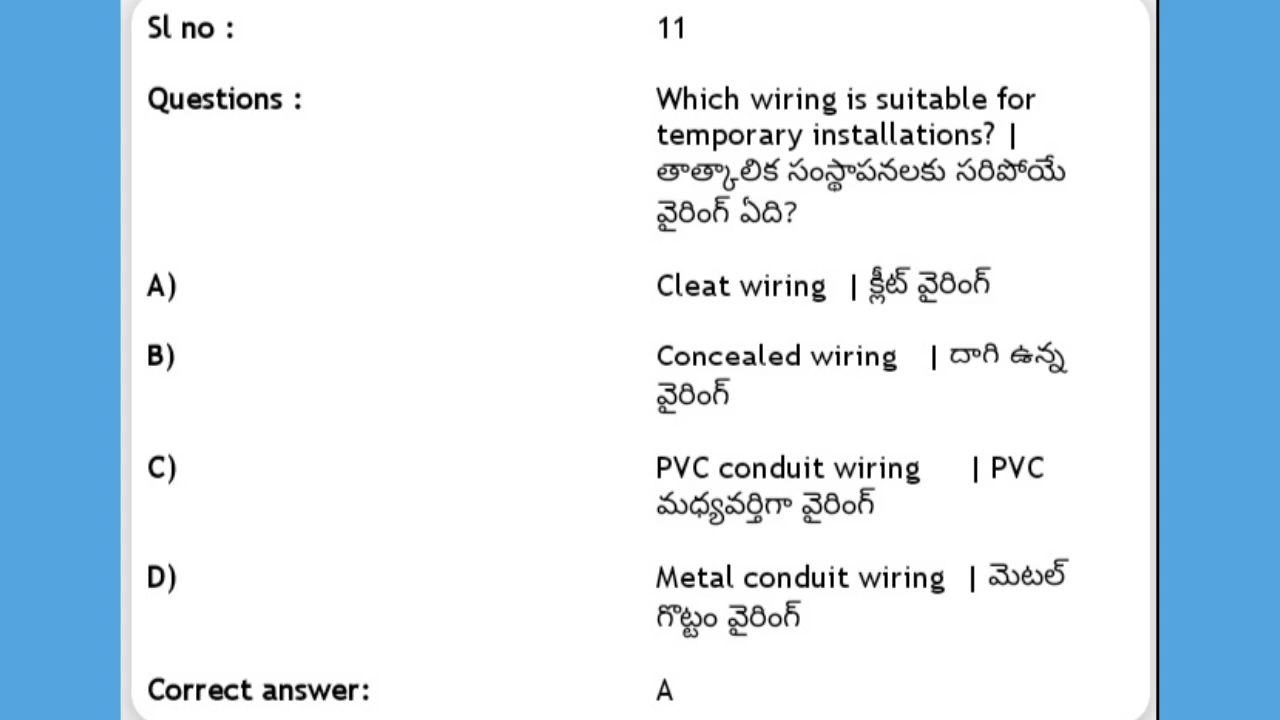 Sl no : 11
Questions : Which wiring is suitable for
temporary installations? |
తాత్కాలిక సంస్థాపనలకు సరిపోయే
వైరింగ్ ఏది?
A) Cleat wiring | క్లీట్ వైరింగ్
B) Concealed wiring | దాగి ఉన్న
వైరింగ్
C) PVC conduit wiring | PVC
మధ్యవర్తిగా వైరింగ్
D) Metal conduit wiring | మెటల్
గొట్టం వైరింగ్
Correct answer: A